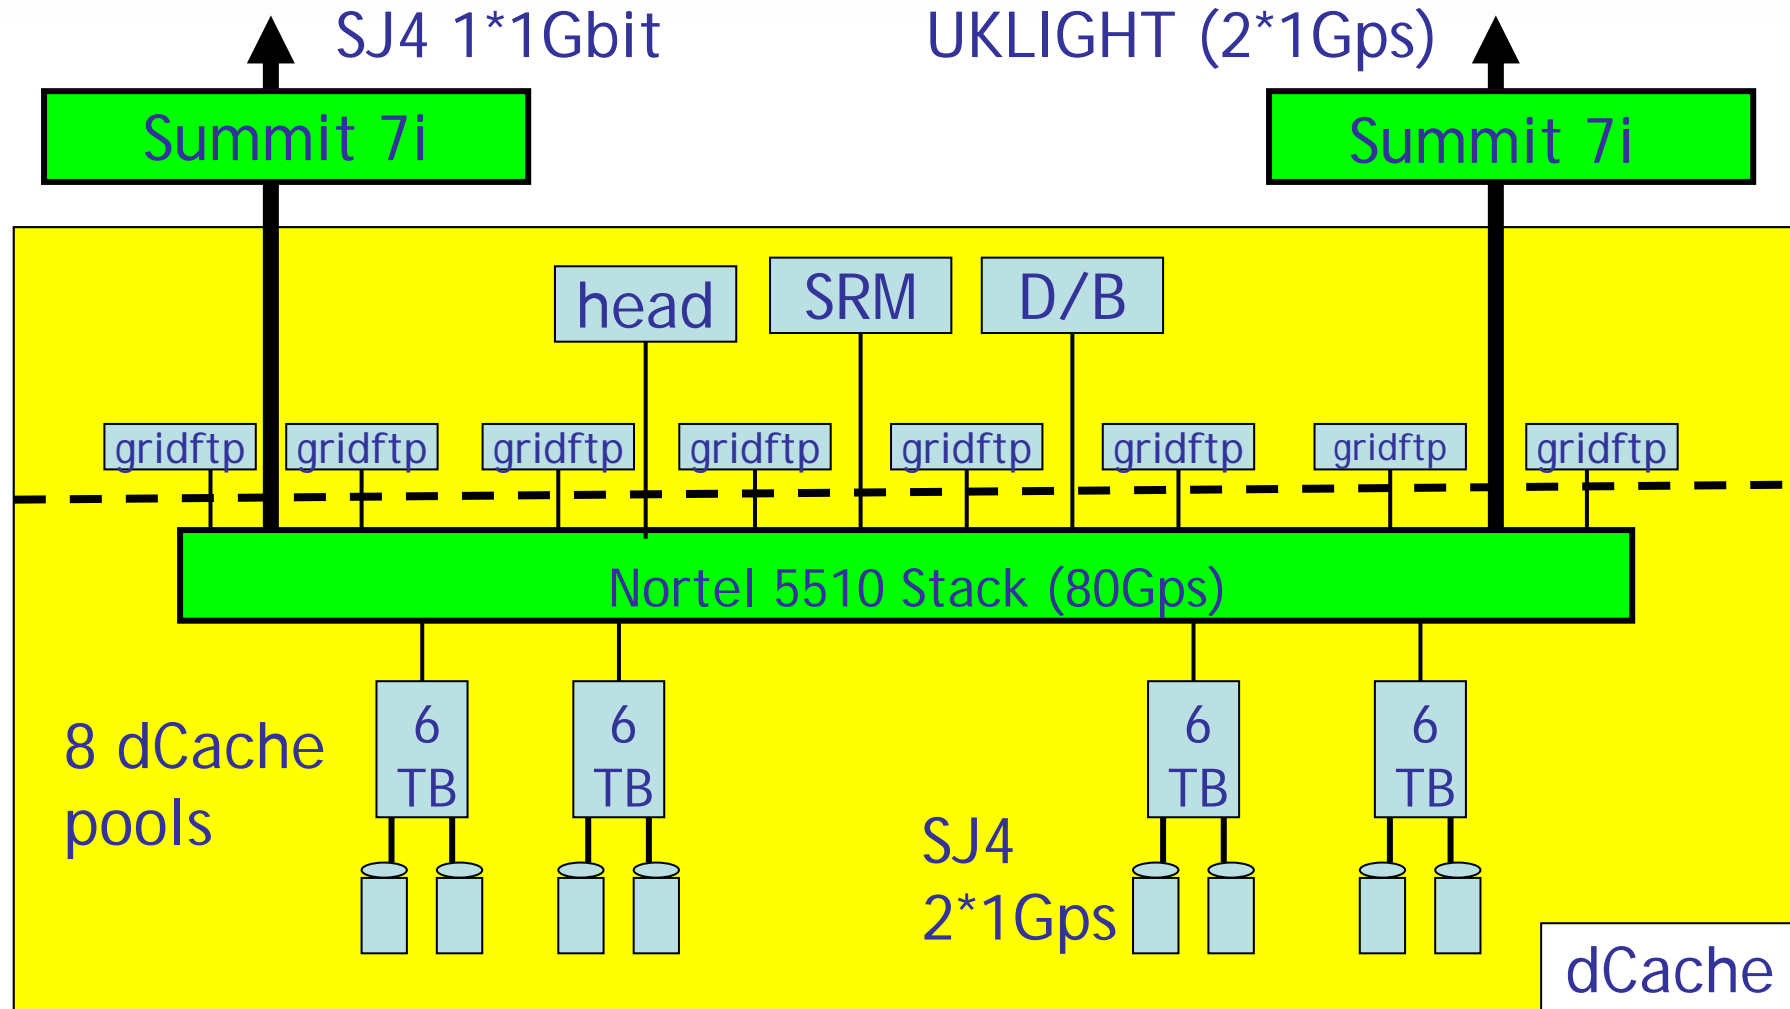 SJ4 1*1Gbit
UKLIGHT (2*1Gps)
Summit 7i
Summit 7i
head
SRM
D/B
gridftp
gridftp
gridftp
gridftp
gridftp
gridftp
gridftp
gridftp
Nortel 5510 Stack (80Gps)
6
TB
6
TB
6
TB
6
TB
8 dCache
pools
SJ4
2*1Gps
dCache